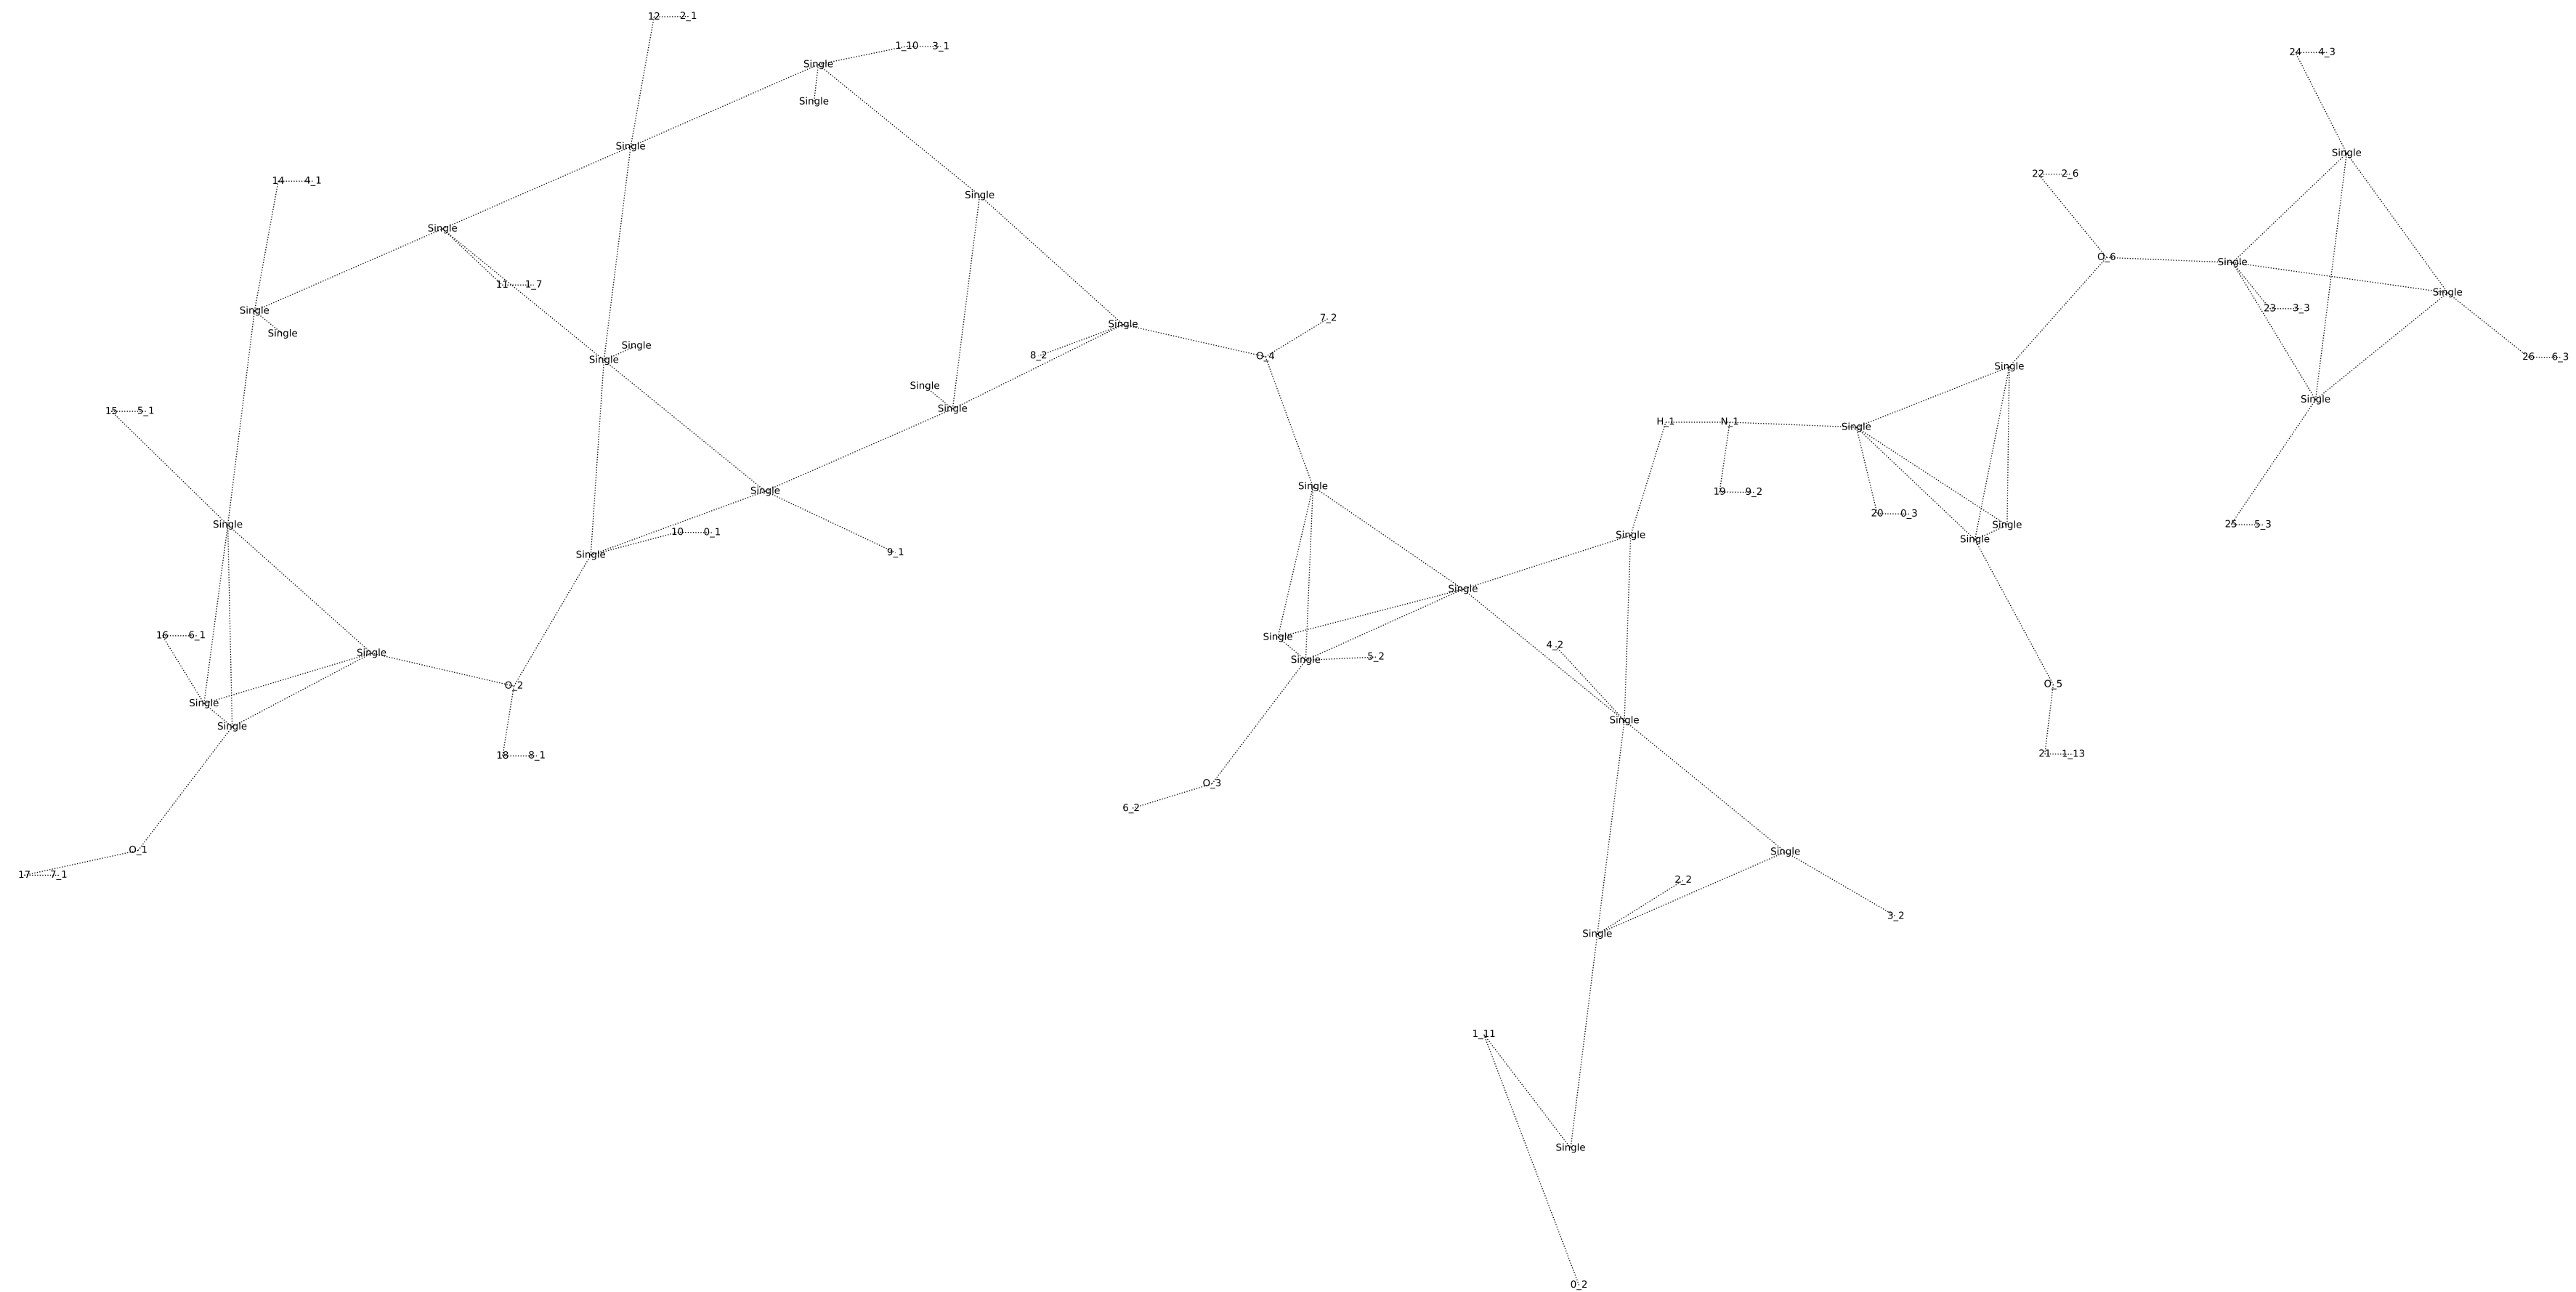 12 2_1
1_10 3_1
24 4_3
Single
Single
Single
Single
22 2_6
14 4_1
Single
Single
O_6
Single
11 1_7
Single
Single
23 3_3
Single
7_2
Single
Single
Single
8_2
O_4
26 6_3
Single
Single
Single
Single
15 5_1
H_1 N_1
Single
Single
Single
19 9_2
20 0_3
Single
Single
25 5_3
10 0_1
Single
Single
9_1
Single
Single
16 6_1
Single
4_2
Single
5_2
Single
O_2
O_5
Single
Single
Single
18 8_1
21 1_13
O_3
6_2
O_1
Single
17 7_1
2_2
3_2
Single
1_11
Single
0_2